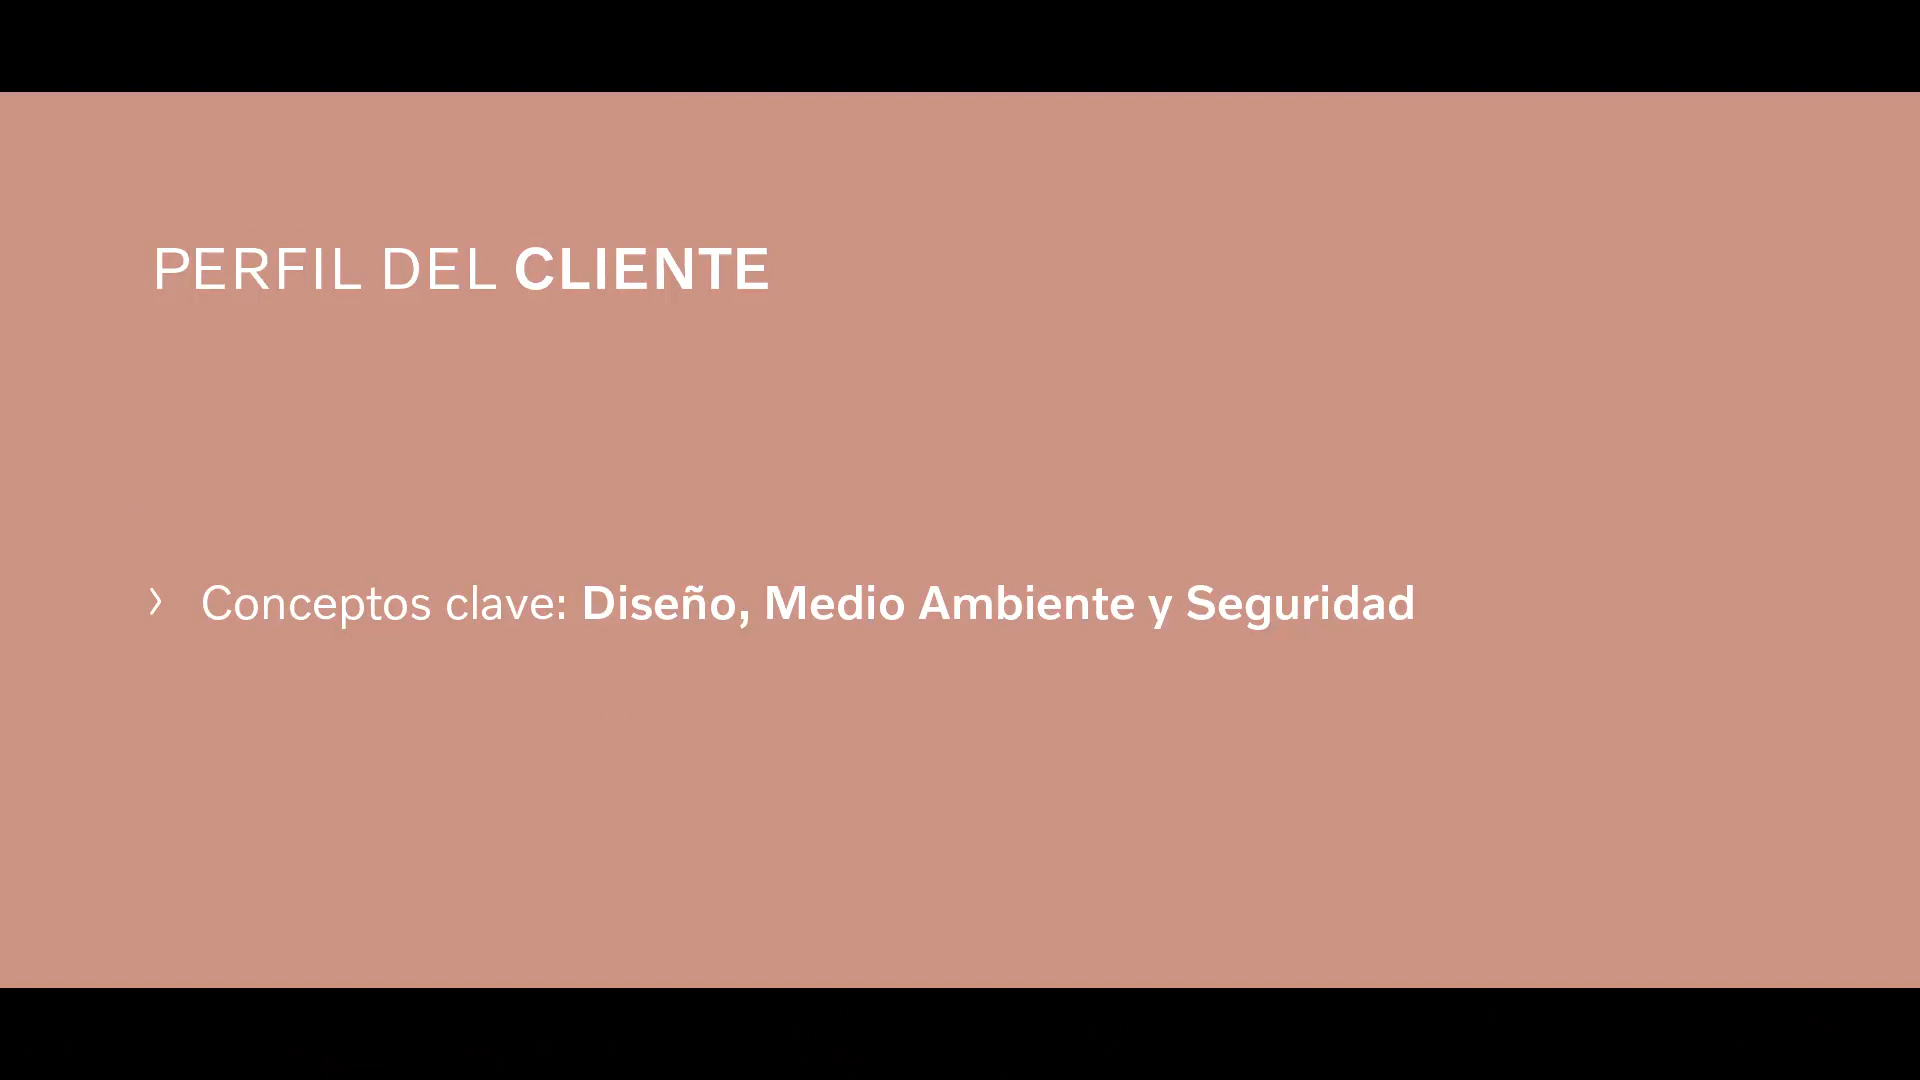 PERFIL DEL CLIENTE
› Conceptos clave: Diseño, Medio Ambiente y Seguridad